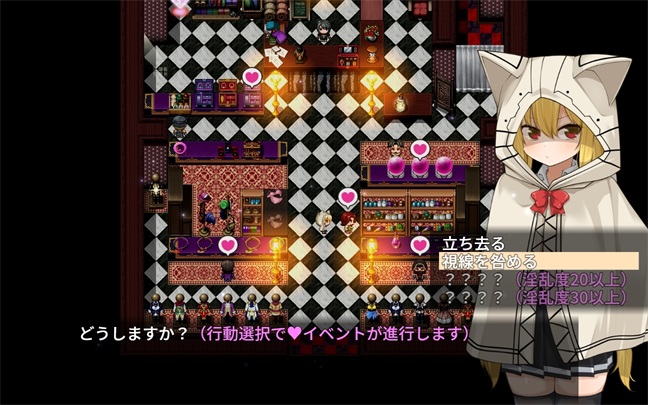 立ち去る
視線を咎める
？？？？（淫乱度20以上）
？？？？（淫乱度30以上）
どうしますか？（行動選択で♥イベントが進行します）